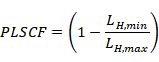 PLSCF = (1 − L_{H,min} / L_{H,max})